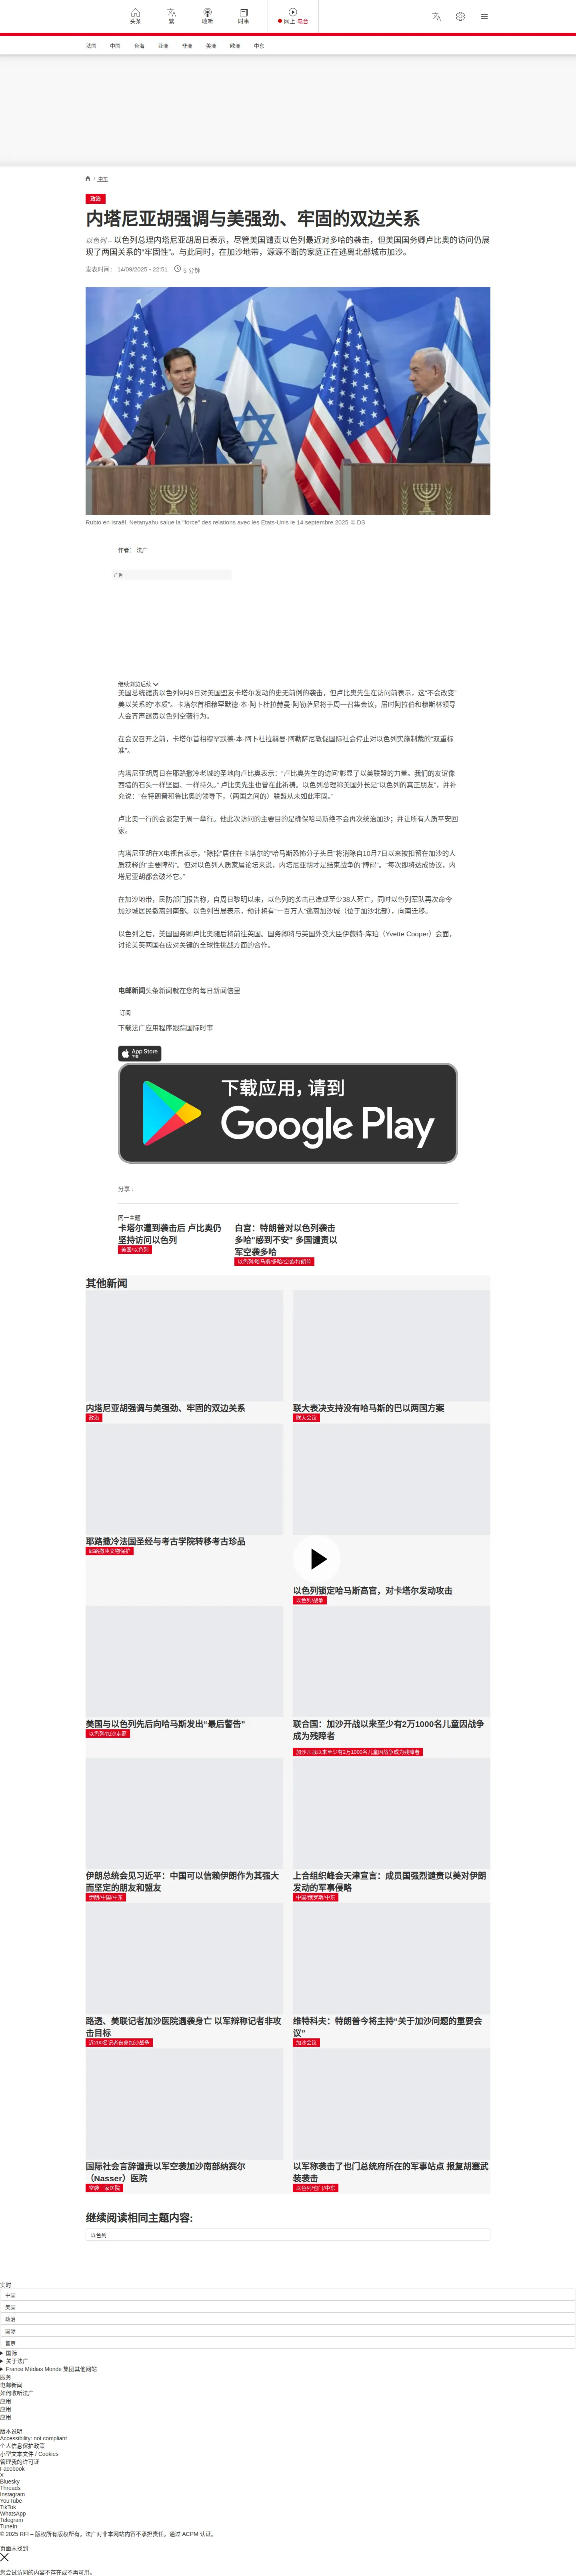 头条
繁
收听
时事
网上 电台
法国
中国
台海
亚洲
非洲
美洲
欧洲
中东
/ 中东
政治
内塔尼亚胡强调与美强劲、牢固的双边关系
以色列 – 以色列总理内塔尼亚胡周日表示，尽管美国谴责以色列最近对多哈的袭击，但美国国务卿卢比奥的访问仍展
现了两国关系的“牢固性”。与此同时，在加沙地带，源源不断的家庭正在逃离北部城市加沙。
发表时间： 14/09/2025 - 22:51
5 分钟
Rubio en Israël, Netanyahu salue la "force" des relations avec les Etats-Unis le 14 septembre 2025 © DS
作者： 法广
广告
继续浏览后续
美国总统谴责以色列9月9日对美国盟友卡塔尔发动的史无前例的袭击，但卢比奥先生在访问前表示，这“不会改变”
美以关系的“本质”。卡塔尔首相穆罕默德·本·阿卜杜拉赫曼·阿勒萨尼将于周一召集会议，届时阿拉伯和穆斯林领导
人会齐声谴责以色列空袭行为。
在会议召开之前，卡塔尔首相穆罕默德·本·阿卜杜拉赫曼·阿勒萨尼敦促国际社会停止对以色列实施制裁的“双重标
准”。
内塔尼亚胡周日在耶路撒冷老城的圣地向卢比奥表示：“卢比奥先生的访问‘彰显了以美联盟的力量。我们的友谊像
西墙的石头一样坚固、一样持久。” 卢比奥先生也曾在此祈祷。以色列总理称美国外长是“以色列的真正朋友”，并补
充说：“在特朗普和鲁比奥的领导下，（两国之间的）联盟从未如此牢固。”
卢比奥一行的会谈定于周一举行。他此次访问的主要目的是确保哈马斯绝不会再次统治加沙；并让所有人质平安回
家。
内塔尼亚胡在X电视台表示，“除掉”居住在卡塔尔的“哈马斯恐怖分子头目”将消除自10月7日以来被扣留在加沙的人
质获释的“主要障碍”。但对以色列人质家属论坛来说，内塔尼亚胡才是结束战争的“障碍”。“每次即将达成协议，内
塔尼亚胡都会破坏它。”
在加沙地带，民防部门报告称，自周日黎明以来，以色列的袭击已造成至少38人死亡，同时以色列军队再次命令
加沙城居民撤离到南部。以色列当局表示，预计将有“一百万人”逃离加沙城（位于加沙北部），向南迁移。
以色列之后，美国国务卿卢比奥随后将前往英国。国务卿将与英国外交大臣伊薇特·库珀（Yvette Cooper）会面，
讨论美英两国在应对关键的全球性挑战方面的合作。
电邮新闻头条新闻就在您的每日新闻信里
订阅
下载法广应用程序跟踪国际时事
App Store
下载
下载应用，请到
Google Play
分享 :
同一主题
卡塔尔遭到袭击后 卢比奥仍
坚持访问以色列
美国/以色列
白宫：特朗普对以色列袭击
多哈"感到不安" 多国谴责以
军空袭多哈
以色列/哈马斯/多哈/空袭/特朗普
其他新闻
内塔尼亚胡强调与美强劲、牢固的双边关系
政治
联大表决支持没有哈马斯的巴以两国方案
联大会议
耶路撒冷法国圣经与考古学院转移考古珍品
耶路撒冷文物保护
以色列锁定哈马斯高官，对卡塔尔发动攻击
以色列/战争
美国与以色列先后向哈马斯发出“最后警告”
以色列/加沙走廊
联合国：加沙开战以来至少有2万1000名儿童因战争
成为残障者
加沙开战以来至少有2万1000名儿童因战争成为残障者
伊朗总统会见习近平：中国可以信赖伊朗作为其强大
而坚定的朋友和盟友
伊朗/中国/中东
上合组织峰会天津宣言：成员国强烈谴责以美对伊朗
发动的军事侵略
中国/俄罗斯/中东
路透、美联记者加沙医院遇袭身亡 以军辩称记者非攻
击目标
近200名记者丧命加沙战争
维特科夫：特朗普今将主持“关于加沙问题的重要会
议”
加沙会议
国际社会言辞谴责以军空袭加沙南部纳赛尔
（Nasser）医院
空袭一家医院
以军称袭击了也门总统府所在的军事站点 报复胡塞武
装袭击
以色列/也门/中东
继续阅读相同主题内容:
以色列
实时
中国
美国
政治
国际
普京
国际
关于法广
France Médias Monde 集团其他网站
服务
电邮新闻
如何收听法广
应用
应用
应用
版本说明
Accessibility: not compliant
个人信息保护政策
小型文本文件 / Cookies
管理我的许可证
Facebook
X
Bluesky
Threads
Instagram
YouTube
TikTok
WhatsApp
Telegram
TuneIn
© 2025 RFI – 版权所有版权所有。法广对非本网站内容不承担责任。通过 ACPM 认证。
页面未找到
您尝试访问的内容不存在或不再可用。